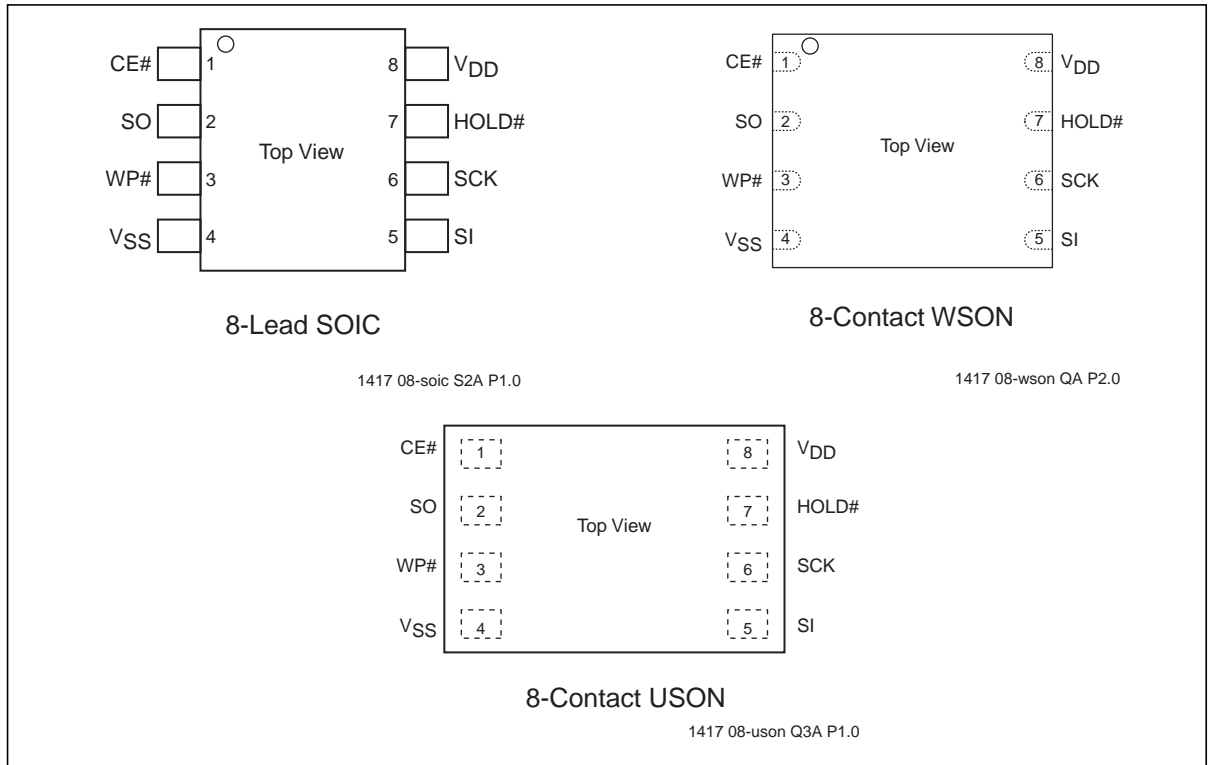 CE# 1 8 VDD
SO 2 7 HOLD#
Top View
WP# 3 6 SCK
VSS 4 5 SI
8-Lead SOIC
1417 08-soic S2A P1.0
CE# 1 8 VDD
SO 2 7 HOLD#
Top View
WP# 3 6 SCK
VSS 4 5 SI
8-Contact WSON
1417 08-wson QA P2.0
CE# 1 8 VDD
SO 2 7 HOLD#
Top View
WP# 3 6 SCK
VSS 4 5 SI
8-Contact USON
1417 08-uson Q3A P1.0